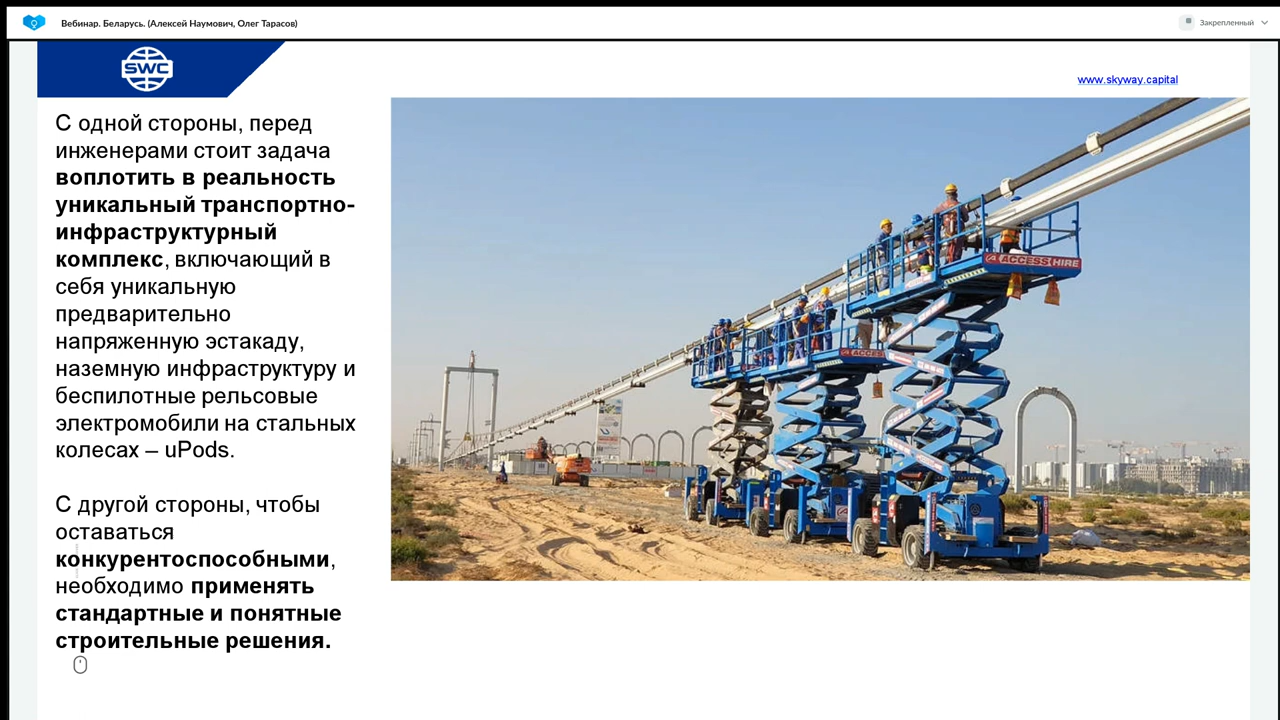 Вебинар. Беларусь. (Алексей Наумович, Олег Тарасов)
Закрепленный
SWC
www.skyway.capital
С одной стороны, перед
инженерами стоит задача
воплотить в реальность
уникальный транспортно-
инфраструктурный
комплекс, включающий в
себя уникальную
предварительно
напряженную эстакаду,
наземную инфраструктуру и
беспилотные рельсовые
электромобили на стальных
колесах – uPods.
С другой стороны, чтобы
оставаться
конкурентоспособными,
необходимо применять
стандартные и понятные
строительные решения.
ACCESS HIRE
ACCESS